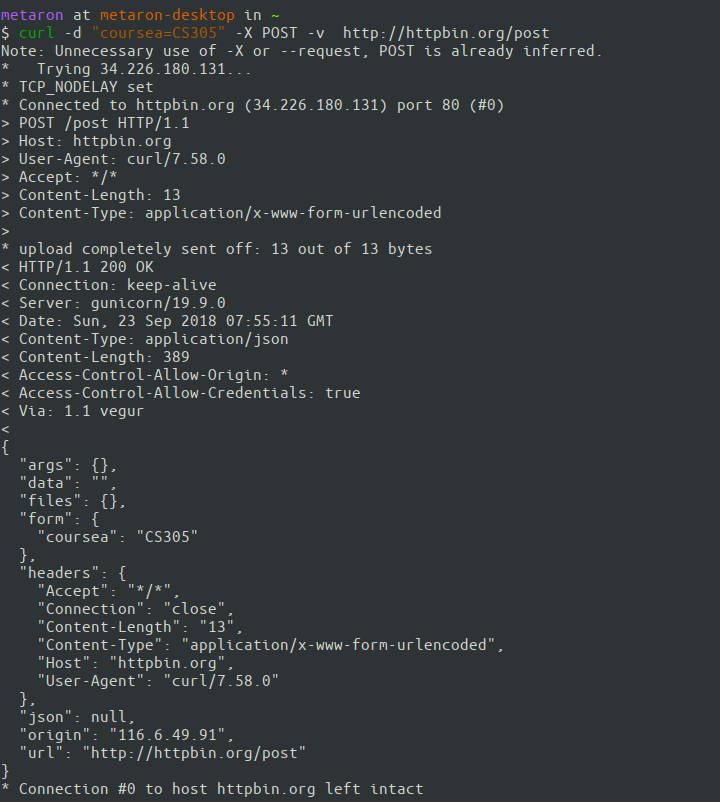 metaron at metaron-desktop in ~
$ curl -d "coursea=CS305" -X POST -v  http://httpbin.org/post
Note: Unnecessary use of -X or --request, POST is already inferred.
*   Trying 34.226.180.131...
* TCP_NODELAY set
* Connected to httpbin.org (34.226.180.131) port 80 (#0)
> POST /post HTTP/1.1
> Host: httpbin.org
> User-Agent: curl/7.58.0
> Accept: */*
> Content-Length: 13
> Content-Type: application/x-www-form-urlencoded
>
* upload completely sent off: 13 out of 13 bytes
< HTTP/1.1 200 OK
< Connection: keep-alive
< Server: gunicorn/19.9.0
< Date: Sun, 23 Sep 2018 07:55:11 GMT
< Content-Type: application/json
< Content-Length: 389
< Access-Control-Allow-Origin: *
< Access-Control-Allow-Credentials: true
< Via: 1.1 vegur
<
{
  "args": {},
  "data": "",
  "files": {},
  "form": {
    "coursea": "CS305"
  },
  "headers": {
    "Accept": "*/*",
    "Connection": "close",
    "Content-Length": "13",
    "Content-Type": "application/x-www-form-urlencoded",
    "Host": "httpbin.org",
    "User-Agent": "curl/7.58.0"
  },
  "json": null,
  "origin": "116.6.49.91",
  "url": "http://httpbin.org/post"
}
* Connection #0 to host httpbin.org left intact